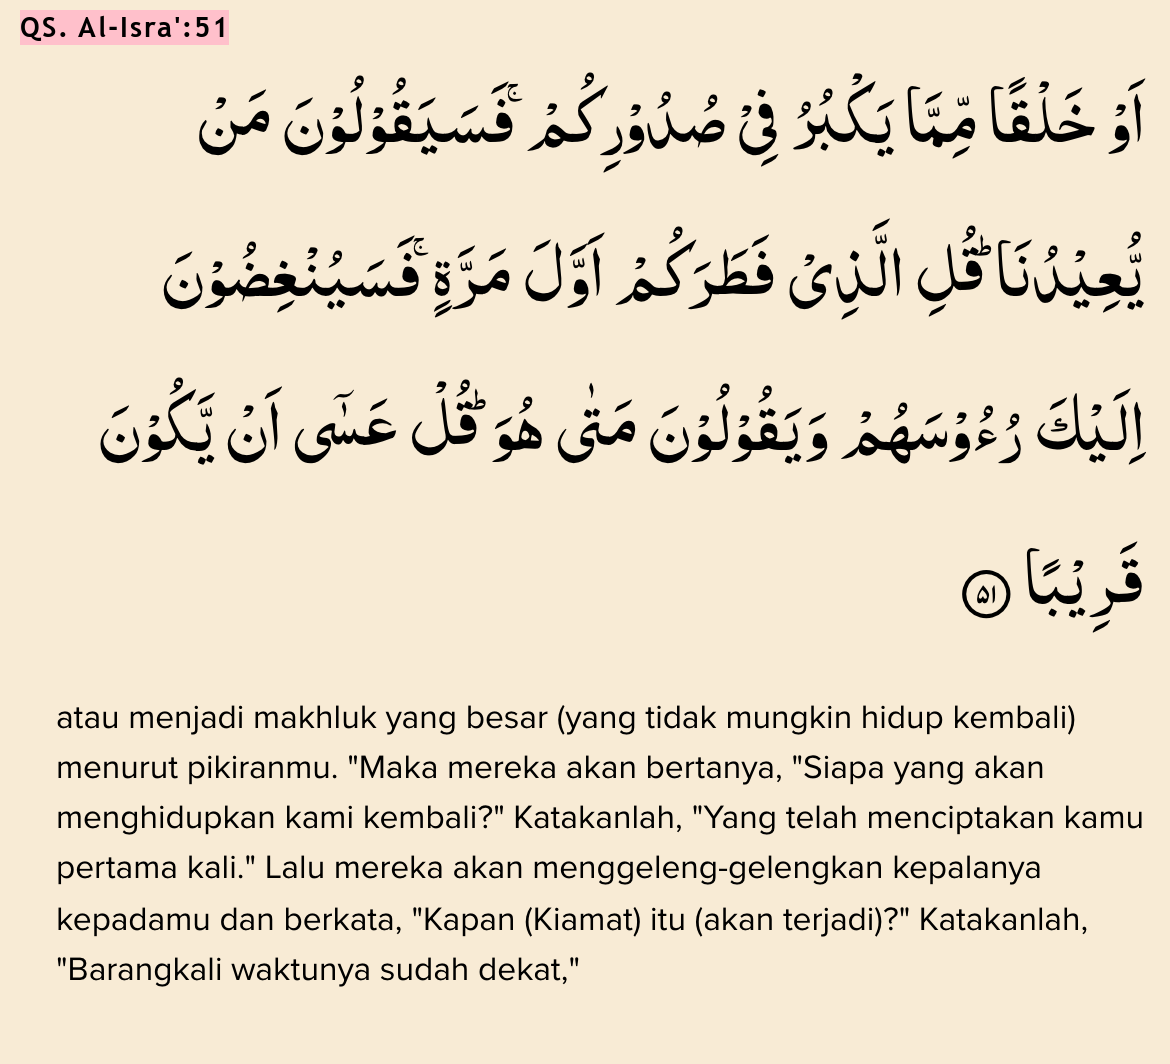 QS. Al-Isra':51
اَوْ خَلْقًا مِّمَّا يَكْبُرُ فِيْ صُدُوْرِكُمْ ۚفَسَيَقُوْلُوْنَ مَنْ
يُّعِيْدُنَاۗ قُلِ الَّذِيْ فَطَرَكُمْ اَوَّلَ مَرَّةٍ ۚفَسَيُنْغِضُوْنَ
اِلَيْكَ رُءُوْسَهُمْ وَيَقُوْلُوْنَ مَتٰى هُوَ ۗقُلْ عَسٰٓى اَنْ يَّكُوْنَ
قَرِيْبًا ٥١
atau menjadi makhluk yang besar (yang tidak mungkin hidup kembali)
menurut pikiranmu. "Maka mereka akan bertanya, "Siapa yang akan
menghidupkan kami kembali?" Katakanlah, "Yang telah menciptakan kamu
pertama kali." Lalu mereka akan menggeleng-gelengkan kepalanya
kepadamu dan berkata, "Kapan (Kiamat) itu (akan terjadi)?" Katakanlah,
"Barangkali waktunya sudah dekat,"